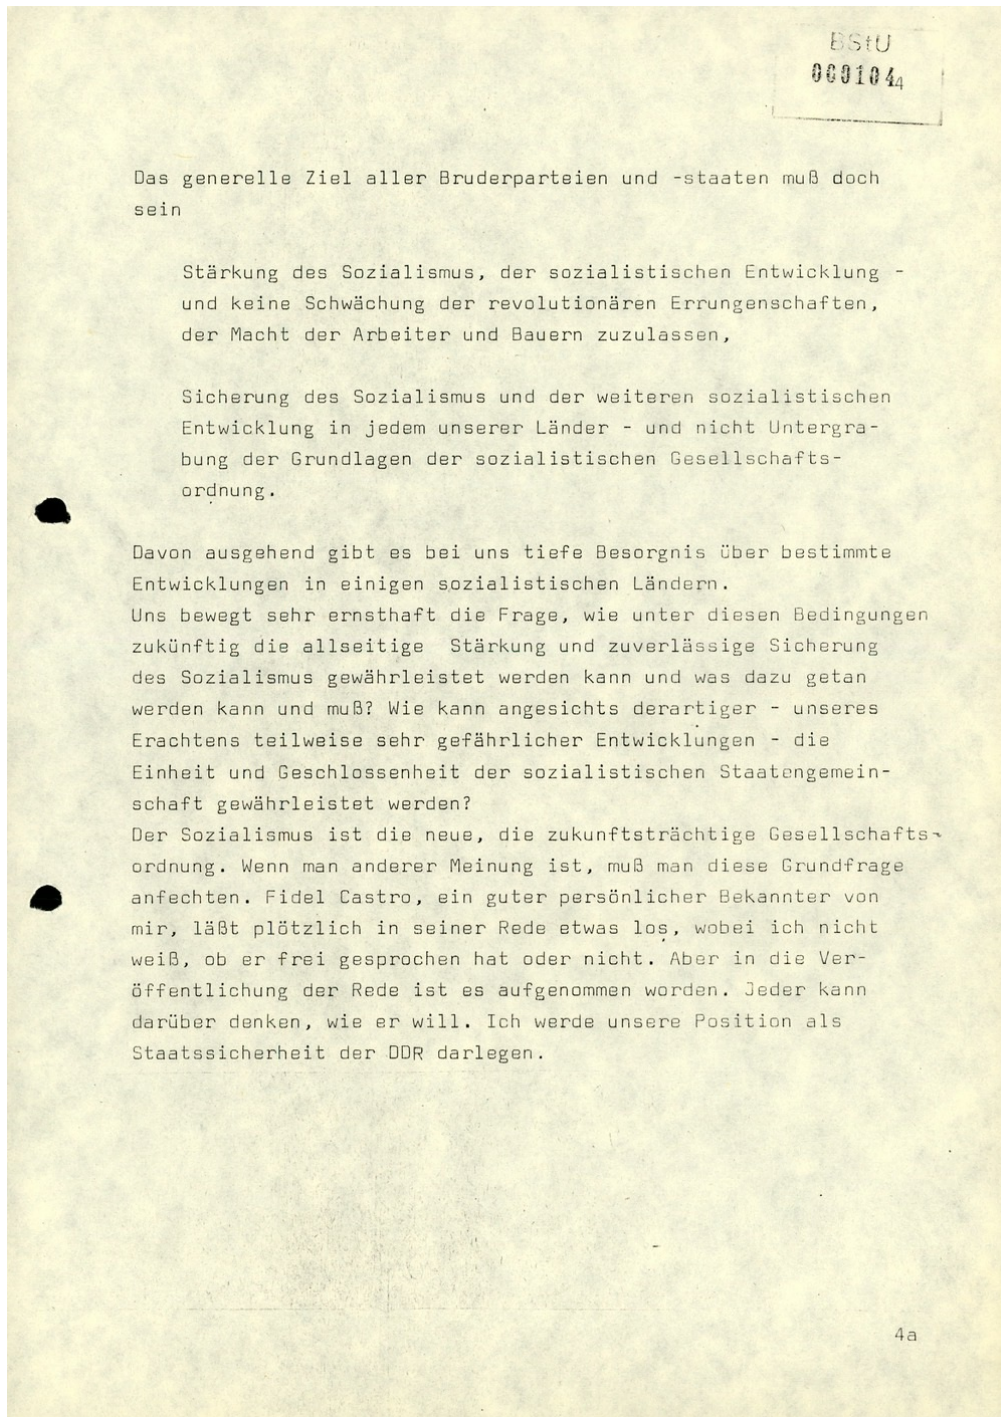 BStU
000104
4
Das generelle Ziel aller Bruderparteien und -staaten muß doch
sein
Stärkung des Sozialismus, der sozialistischen Entwicklung -
und keine Schwächung der revolutionären Errungenschaften,
der Macht der Arbeiter und Bauern zuzulassen,
Sicherung des Sozialismus und der weiteren sozialistischen
Entwicklung in jedem unserer Länder - und nicht Untergra-
bung der Grundlagen der sozialistischen Gesellschafts-
ordnung.
Davon ausgehend gibt es bei uns tiefe Besorgnis über bestimmte
Entwicklungen in einigen sozialistischen Ländern.
Uns bewegt sehr ernsthaft die Frage, wie unter diesen Bedingungen
zukünftig die allseitige Stärkung und zuverlässige Sicherung
des Sozialismus gewährleistet werden kann und was dazu getan
werden kann und muß? Wie kann angesichts derartiger - unseres
Erachtens teilweise sehr gefährlicher Entwicklungen - die
Einheit und Geschlossenheit der sozialistischen Staatengemein-
schaft gewährleistet werden?
Der Sozialismus ist die neue, die zukunftsträchtige Gesellschafts-
ordnung. Wenn man anderer Meinung ist, muß man diese Grundfrage
anfechten. Fidel Castro, ein guter persönlicher Bekannter von
mir, läßt plötzlich in seiner Rede etwas los, wobei ich nicht
weiß, ob er frei gesprochen hat oder nicht. Aber in die Ver-
öffentlichung der Rede ist es aufgenommen worden. Jeder kann
darüber denken, wie er will. Ich werde unsere Position als
Staatssicherheit der DDR darlegen.
4a